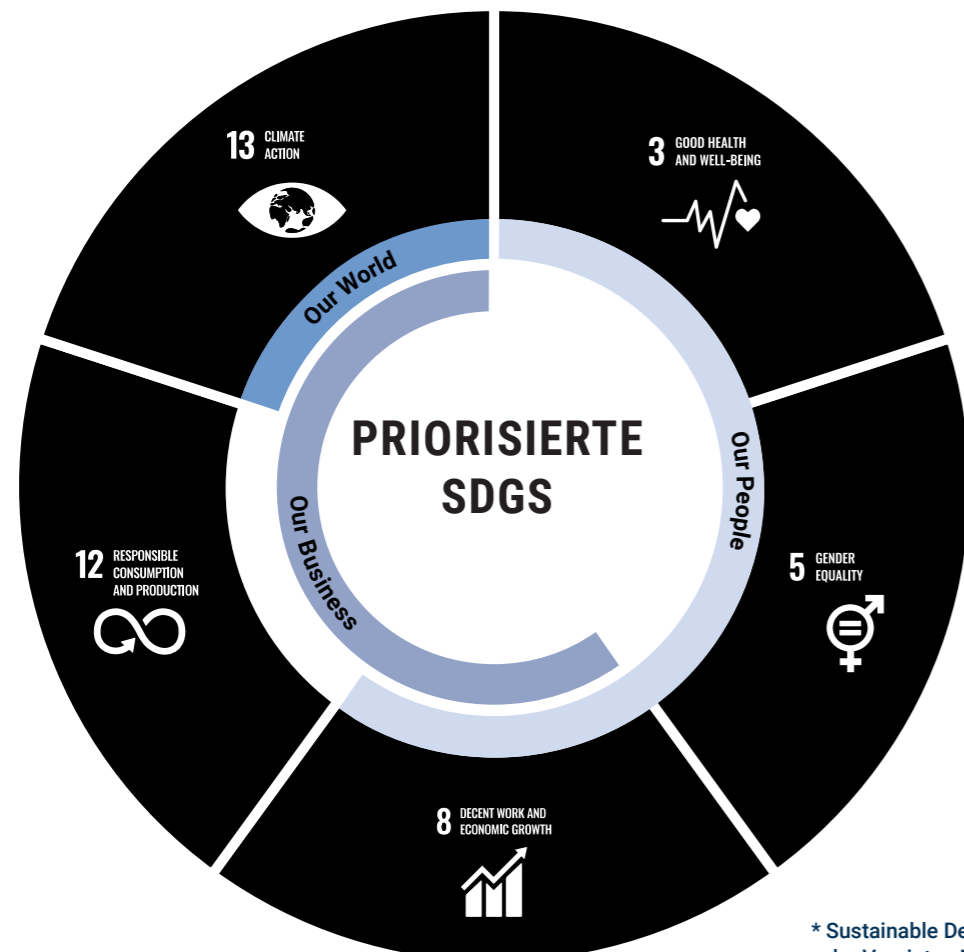 13 CLIMATE
ACTION
3 GOOD HEALTH
AND WELL-BEING
Our World
PRIORISIERTE
SDGS
Our People
Our Business
12 RESPONSIBLE
CONSUMPTION
AND PRODUCTION
5 GENDER
EQUALITY
8 DECENT WORK AND
ECONOMIC GROWTH
* Sustainable